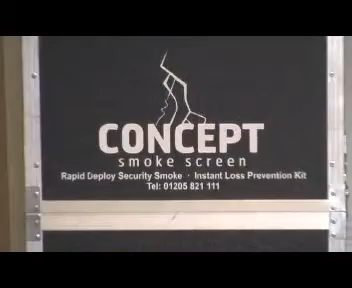 CONCEPT
smoke screen
Rapid Deploy Security Smoke · Instant Loss Prevention Kit
Tel: 01205 821 111